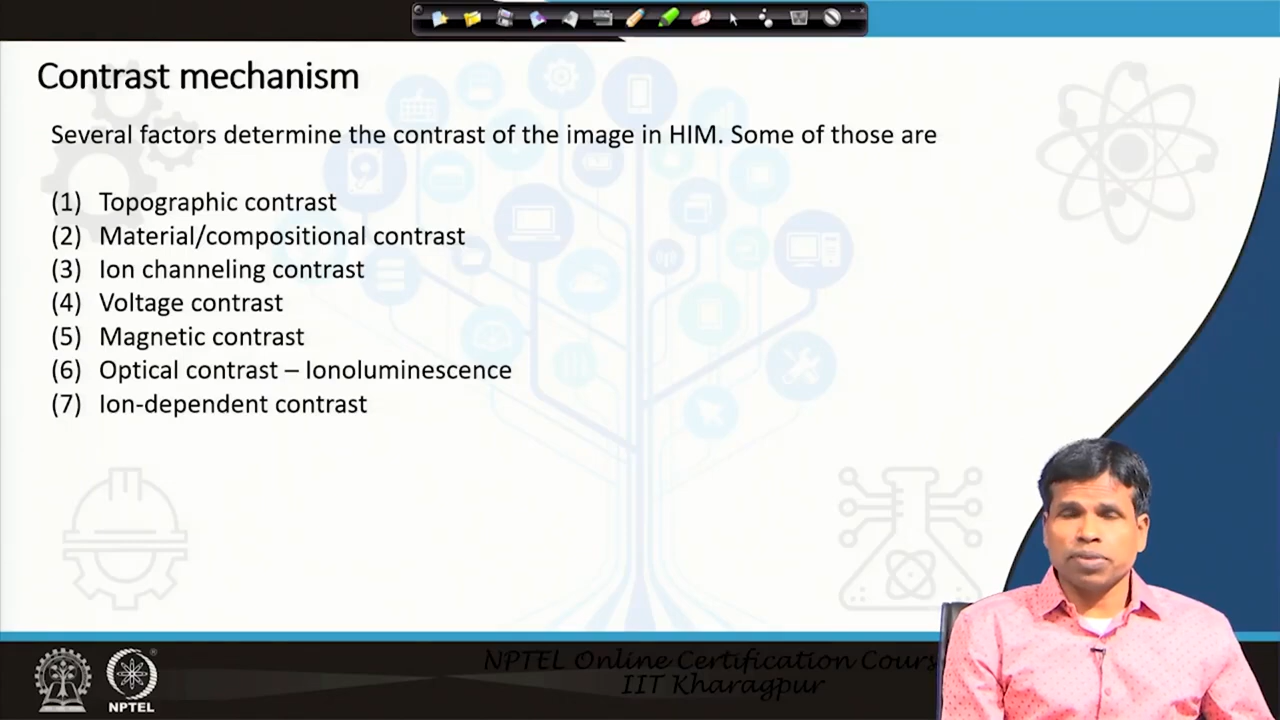 Contrast mechanism
Several factors determine the contrast of the image in HIM. Some of those are
(1) Topographic contrast
(2) Material/compositional contrast
(3) Ion channeling contrast
(4) Voltage contrast
(5) Magnetic contrast
(6) Optical contrast – Ionoluminescence
(7) Ion-dependent contrast
NPTEL Online Certification Cours
IIT Kharagpur
NPTEL